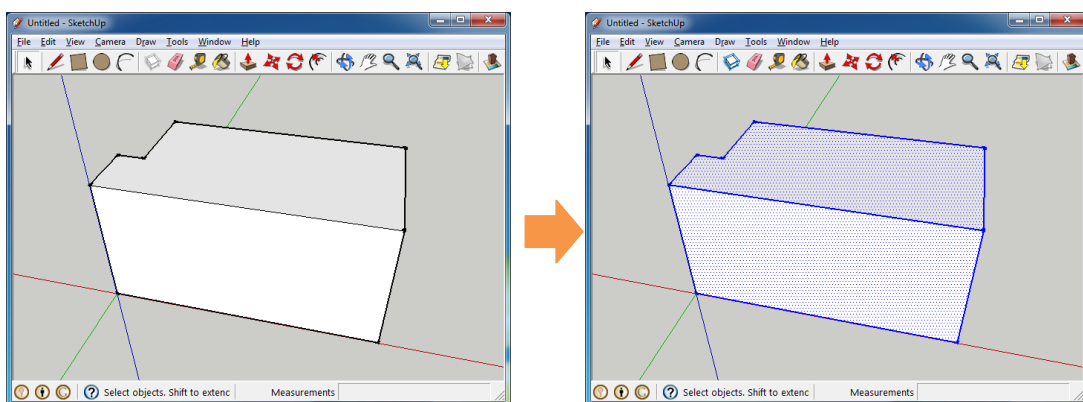 Untitled - SketchUp
File Edit View Camera Draw Tools Window Help
Select objects. Shift to extenc Measurements
Untitled - SketchUp
File Edit View Camera Draw Tools Window Help
Select objects. Shift to extenc Measurements